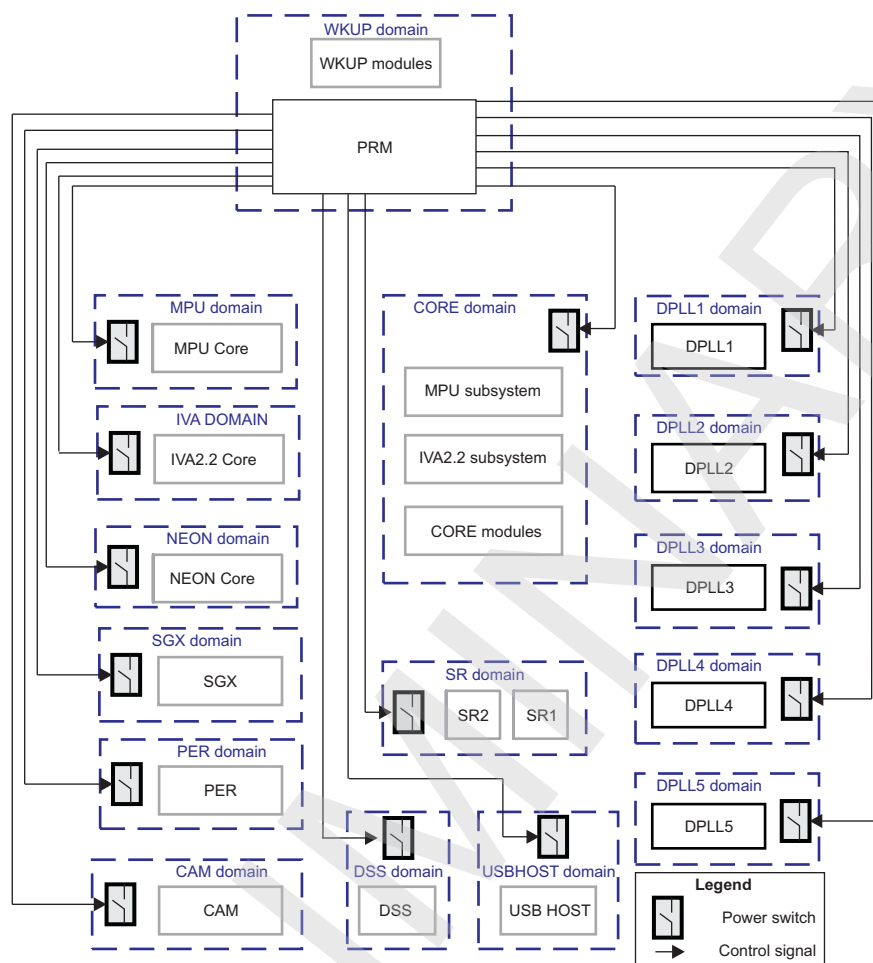 WKUP domain
WKUP modules
PRM
MPU domain
MPU Core
IVA DOMAIN
IVA2.2 Core
NEON domain
NEON Core
SGX domain
SGX
PER domain
PER
CAM domain
CAM
CORE domain
MPU subsystem
IVA2.2 subsystem
CORE modules
SR domain
SR2
SR1
DSS domain
DSS
USBHOST domain
USB HOST
DPLL1 domain
DPLL1
DPLL2 domain
DPLL2
DPLL3 domain
DPLL3
DPLL4 domain
DPLL4
DPLL5 domain
DPLL5
Legend
Power switch
Control signal